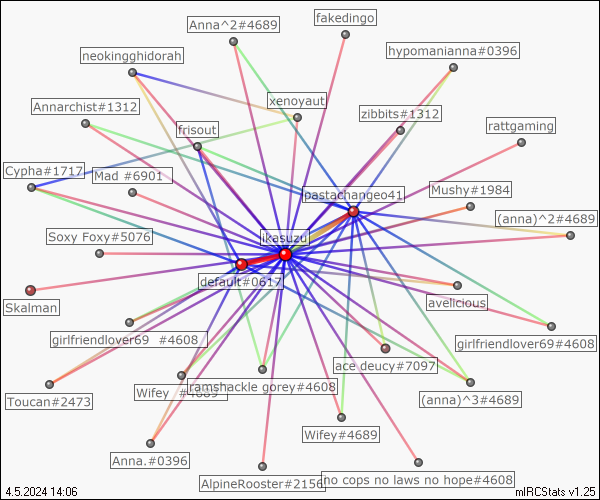 Anna^2#4689
fakedingo
neokingghidorah
hypomanianna#0396
Annarchist#1312
xenoyaut
zibbits#1312
frisout
rattgaming
Cypha#1717
Mad #6901
pastachangeo41
Mushy#1984
(anna)^2#4689
Soxy Foxy#5076
ikasuzu
default#0617
Skalman
avelicious
girlfriendlover69 #4608
girlfriendlover69#4608
ace deucy#7097
Toucan#2473
Wifey #4689
ramshackle gorey#4608
(anna)^3#4689
Wifey#4689
Anna.#0396
AlpineRooster#2156
no cops no laws no hope#4608
4.5.2024 14:06
mIRCStats v1.25